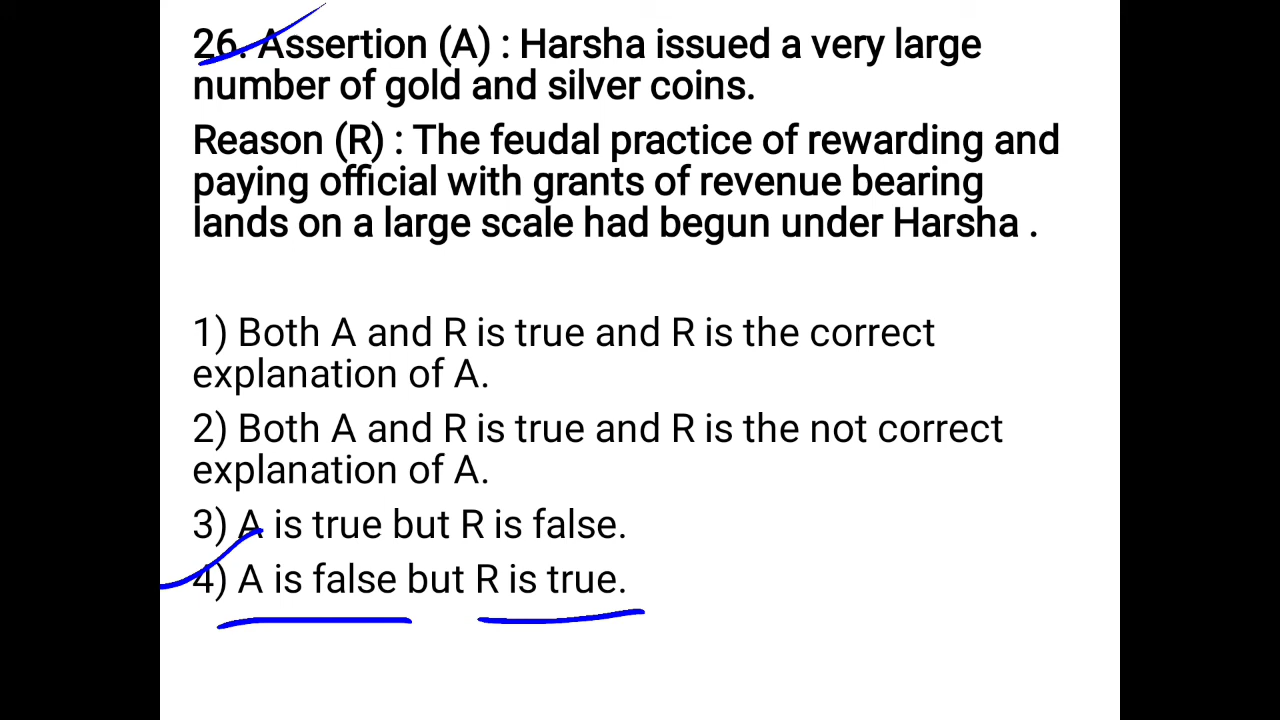 26. Assertion (A) : Harsha issued a very large
number of gold and silver coins.
Reason (R) : The feudal practice of rewarding and
paying official with grants of revenue bearing
lands on a large scale had begun under Harsha .
1) Both A and R is true and R is the correct
explanation of A.
2) Both A and R is true and R is the not correct
explanation of A.
3) A is true but R is false.
4) A is false but R is true.